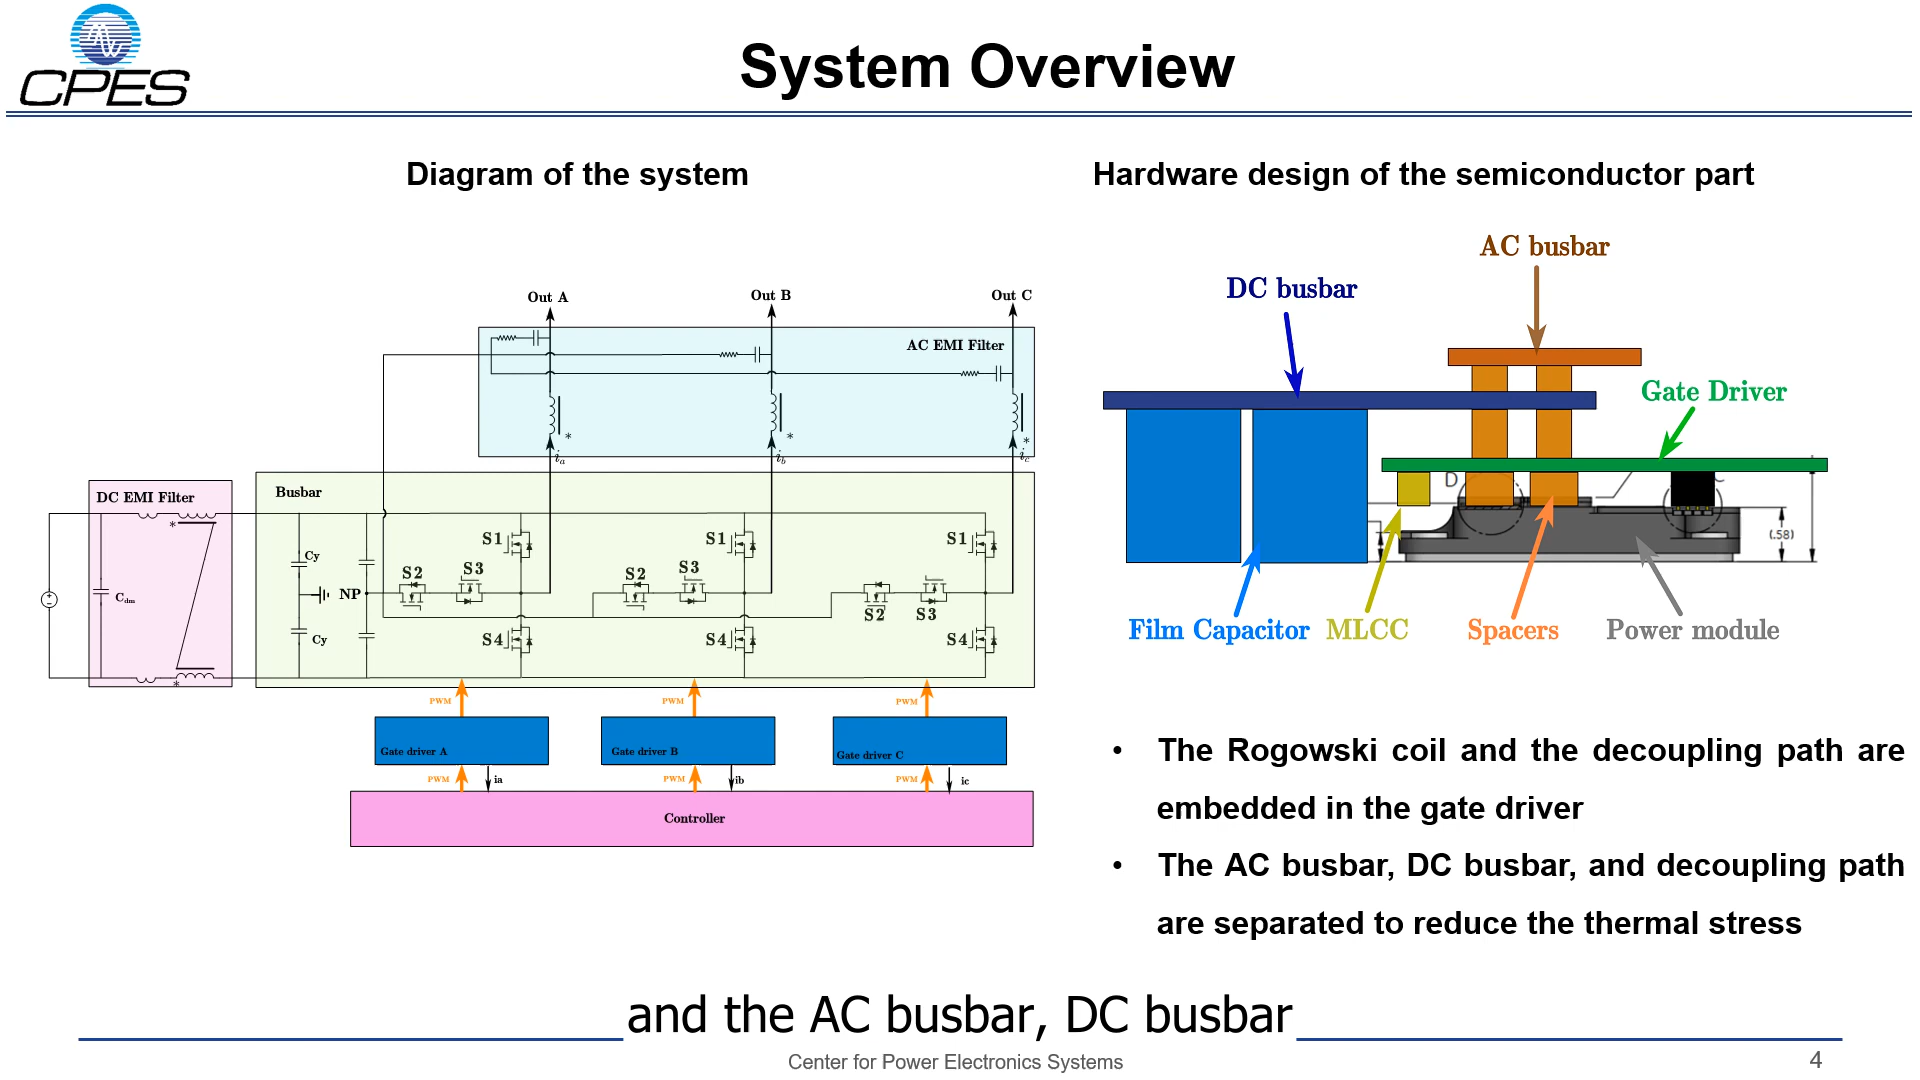 CPES
System Overview
Diagram of the system
Hardware design of the semiconductor part
Out A
Out B
Out C
AC EMI Filter
*
*
*
ia
ib
ic
DC EMI Filter
*
Cdm
*
Busbar
Cy
Cy
NP
S1
S2
S3
S4
S1
S2
S3
S4
S1
S2
S3
S4
PWM
PWM
PWM
Gate driver A
Gate driver B
Gate driver C
PWM
ia
PWM
ib
PWM
ic
Controller
AC busbar
DC busbar
Gate Driver
D
C
(.58)
Film Capacitor
MLCC
Spacers
Power module
• The Rogowski coil and the decoupling path are
embedded in the gate driver
• The AC busbar, DC busbar, and decoupling path
are separated to reduce the thermal stress
and the AC busbar, DC busbar
Center for Power Electronics Systems
4